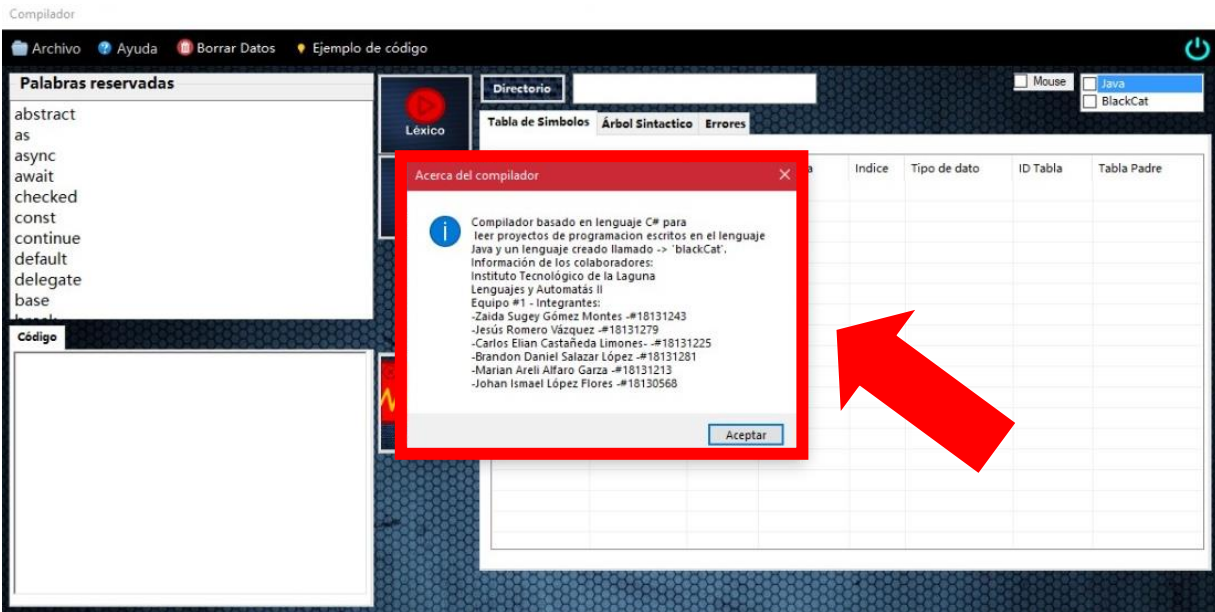 Compilador
Archivo Ayuda Borrar Datos Ejemplo de código
Palabras reservadas
abstract
as
async
await
checked
const
continue
default
delegate
base
break
Código
Léxico
Directorio
Mouse
Java
BlackCat
Tabla de Simbolos Árbol Sintactico Errores
Indice Tipo de dato ID Tabla Tabla Padre
Acerca del compilador
Compilador basado en lenguaje C# para
leer proyectos de programacion escritos en el lenguaje
Java y un lenguaje creado llamado -> 'blackCat'.
Información de los colaboradores:
Instituto Tecnológico de la Laguna
Lenguajes y Automatás II
Equipo #1 - Integrantes:
-Zaida Sugey Gómez Montes -#18131243
-Jesús Romero Vázquez -#18131279
-Carlos Elian Castañeda Limones- -#18131225
-Brandon Daniel Salazar López -#18131281
-Marian Areli Alfaro Garza -#18131213
-Johan Ismael López Flores -#18130568
Aceptar